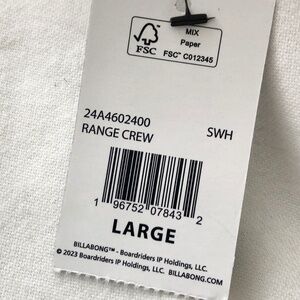 MIX
Paper
FSC
FSC™ C012345
24A4602400
RANGE CREW
SWH
1 96752 07843 2
LARGE
BILLABONG™ – Boardriders IP Holdings, LLC.
© 2023 Boardriders IP Holdings, LLC. BILLABONG.COM